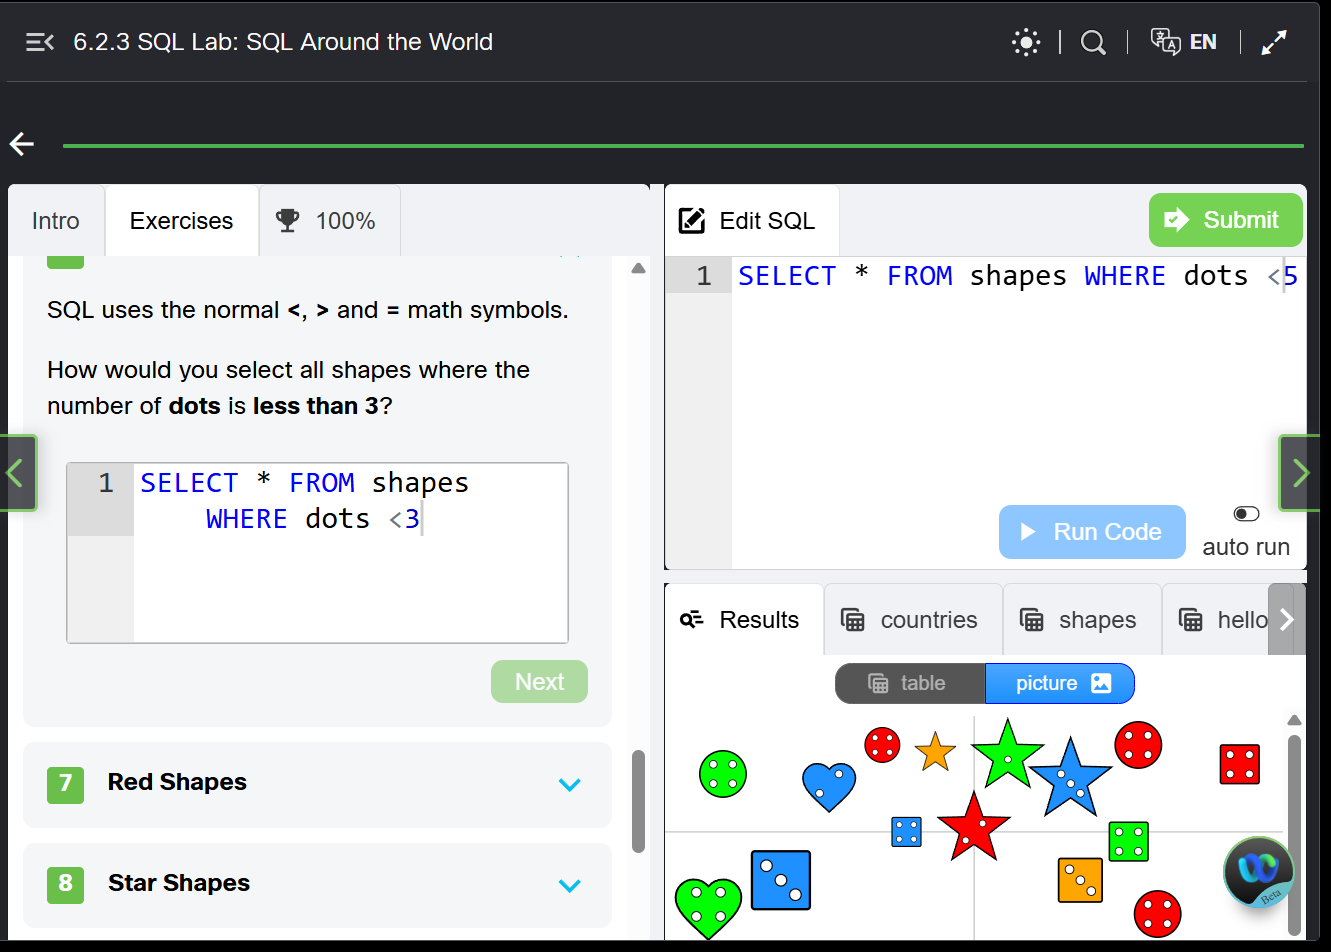 6.2.3 SQL Lab: SQL Around the World
EN
Intro
Exercises
100%
SQL uses the normal <, > and = math symbols.
How would you select all shapes where the
number of dots is less than 3?
1 SELECT * FROM shapes
WHERE dots <3
Next
7 Red Shapes
8 Star Shapes
Edit SQL
Submit
1 SELECT * FROM shapes WHERE dots <5
Run Code
auto run
Results
countries
shapes
hello
table
picture
Beta